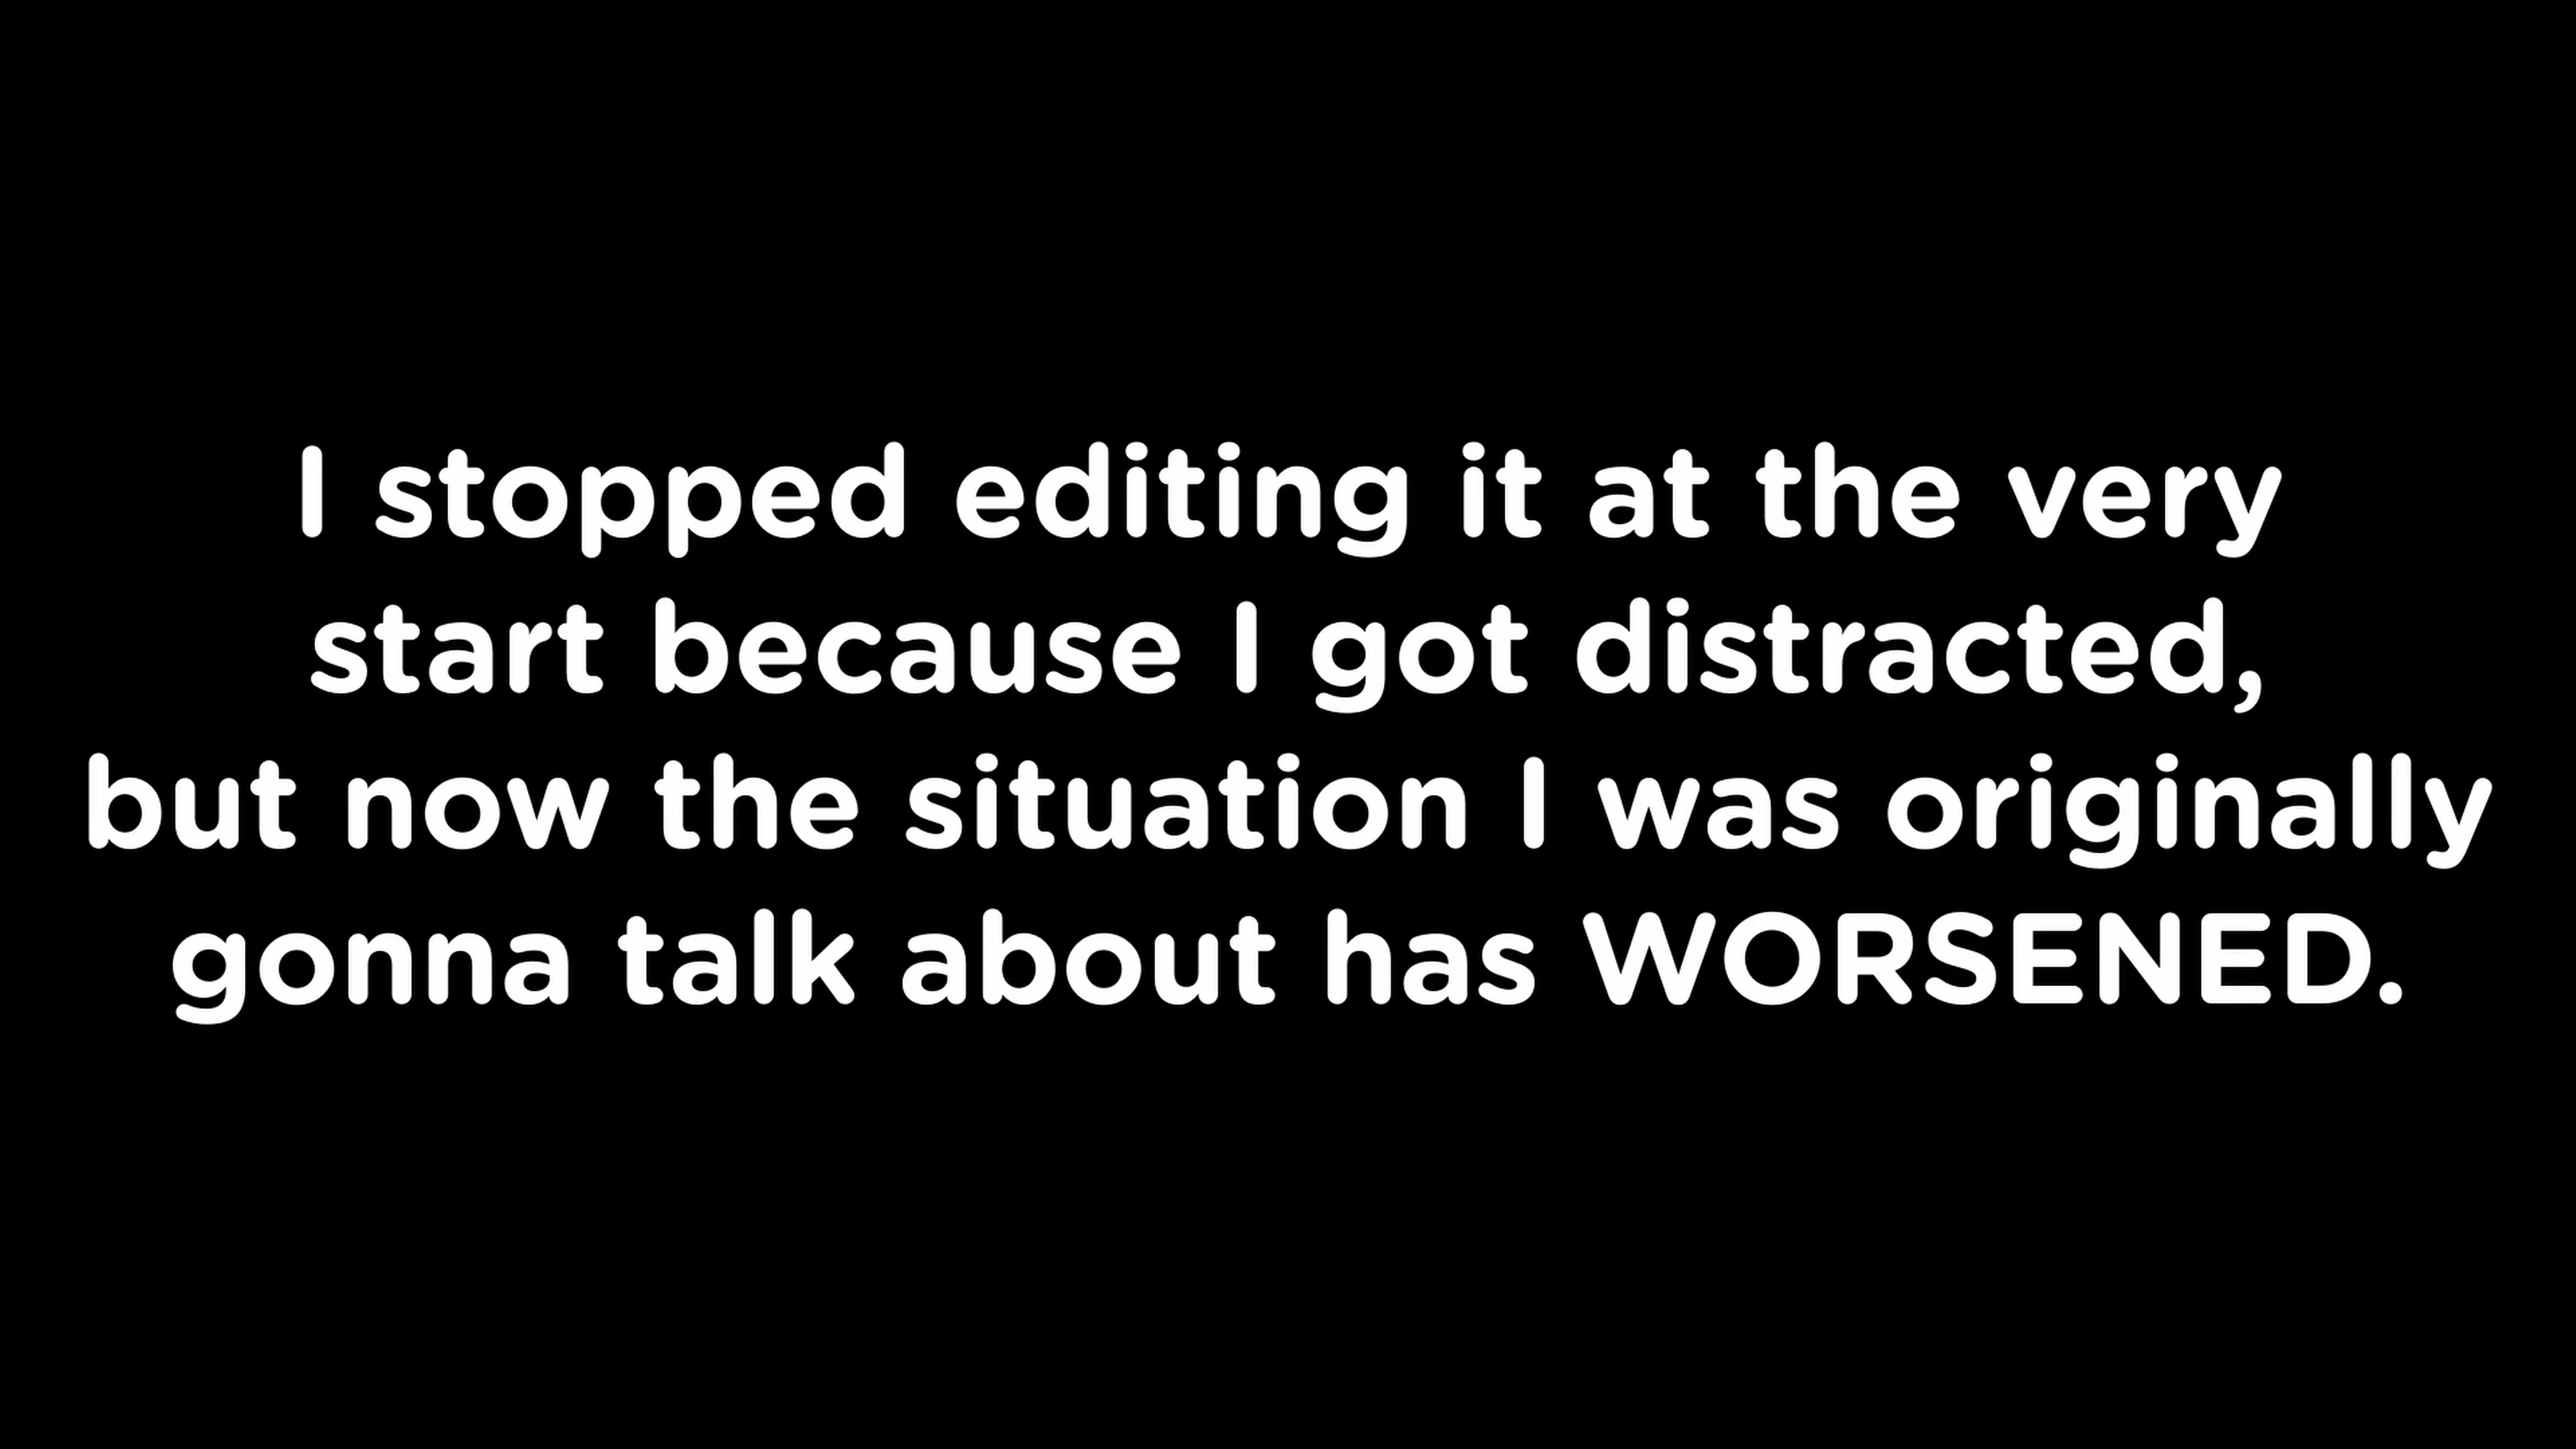 I stopped editing it at the very
start because I got distracted,
but now the situation I was originally
gonna talk about has WORSENED.